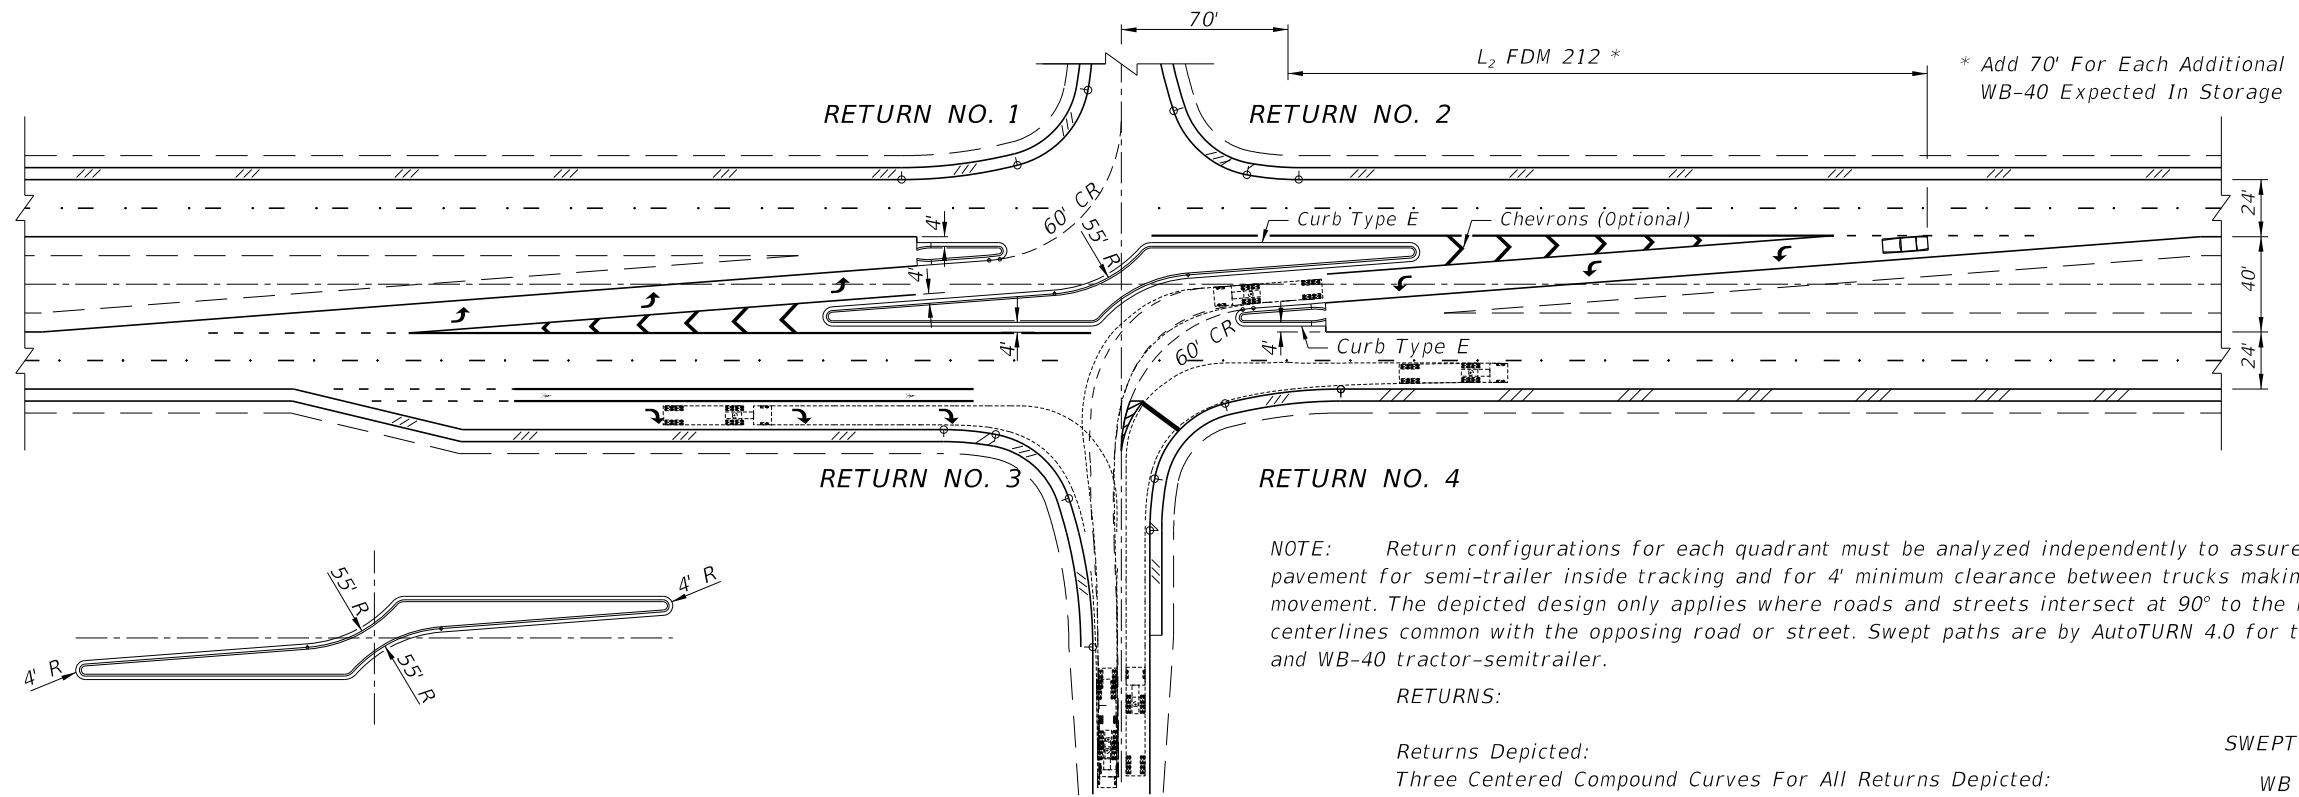 70'
L₂ FDM 212 *
* Add 70' For Each Additional
WB-40 Expected In Storage
RETURN NO. 1
RETURN NO. 2
60' CR
55' R
4'
Curb Type E
Chevrons (Optional)
24'
4'
40'
4'
60' CR
4'
Curb Type E
24'
RETURN NO. 3
RETURN NO. 4
55' R
4' R
4' R
55' R
NOTE: Return configurations for each quadrant must be analyzed independently to assure
pavement for semi-trailer inside tracking and for 4' minimum clearance between trucks makin
movement. The depicted design only applies where roads and streets intersect at 90° to the
centerlines common with the opposing road or street. Swept paths are by AutoTURN 4.0 for t
and WB-40 tractor-semitrailer.
RETURNS:
Returns Depicted:
SWEPT
Three Centered Compound Curves For All Returns Depicted:
WB